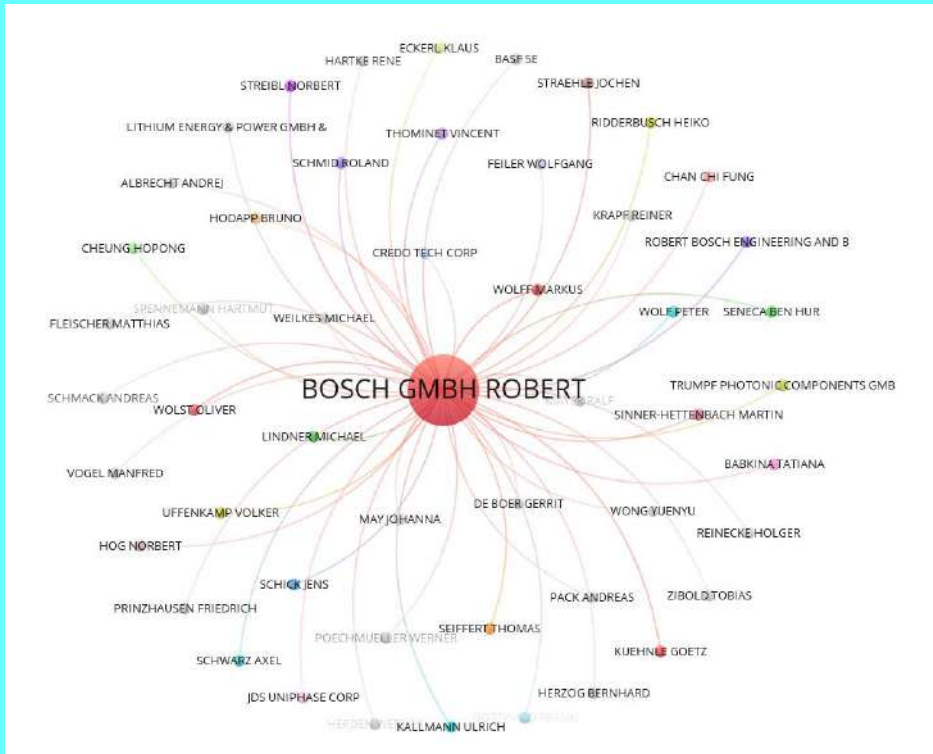 ECKERL KLAUS
HARTKE RENE
BASF SE
STREIBL NORBERT
STRAEHLE JOCHEN
LITHIUM ENERGY & POWER GMBH &
THOMINET VINCENT
RIDDERBUSCH HEIKO
SCHMID ROLAND
FEILER WOLFGANG
CHAN CHI FUNG
ALBRECHT ANDREJ
HODAPP BRUNO
KRAPF REINER
CHEUNG HOPONG
CREDO TECH CORP
ROBERT BOSCH ENGINEERING AND B
WOLFF MARKUS
SPENNEMANN HARTMUT
WEILKES MICHAEL
WOLF PETER
SENECA BEN HUR
FLEISCHER MATTHIAS
BOSCH GMBH ROBERT
TRUMPF PHOTONIC COMPONENTS GMB
SCHMACK ANDREAS
RALF
WOLST OLIVER
SINNER-HETTENBACH MARTIN
LINDNER MICHAEL
BABKINA TATIANA
VOGEL MANFRED
DE BOER GERRIT
UFFENKAMP VOLKER
MAY JOHANNA
WONG YUENYU
REINECKE HOLGER
HOG NORBERT
SCHICK JENS
PACK ANDREAS
ZIBOLD TOBIAS
PRINZHAUSEN FRIEDRICH
SEIFFERT THOMAS
POECHMUELLER WERNER
KUEHNLE GOETZ
SCHWARZ AXEL
JDS UNIPHASE CORP
HERZOG BERNHARD
KALLMANN ULRICH